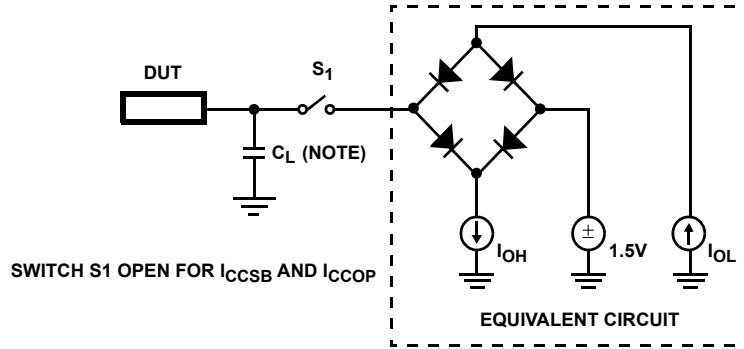 DUT
S1
CL (NOTE)
IOH
±
1.5V
IOL
SWITCH S1 OPEN FOR ICCSB AND ICCOP
EQUIVALENT CIRCUIT